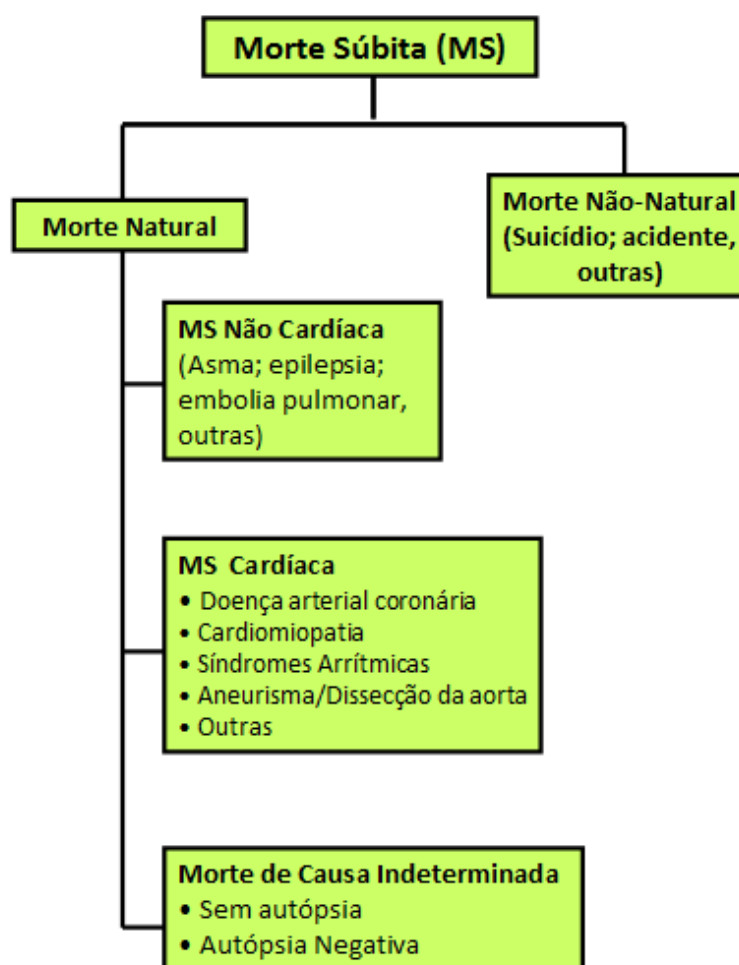 Morte Súbita (MS)
Morte Natural
Morte Não-Natural
(Suicídio; acidente,
outras)
MS Não Cardíaca
(Asma; epilepsia;
embolia pulmonar,
outras)
MS Cardíaca
• Doença arterial coronária
• Cardiomiopatia
• Síndromes Arrítmicas
• Aneurisma/Dissecção da aorta
• Outras
Morte de Causa Indeterminada
• Sem autópsia
• Autópsia Negativa